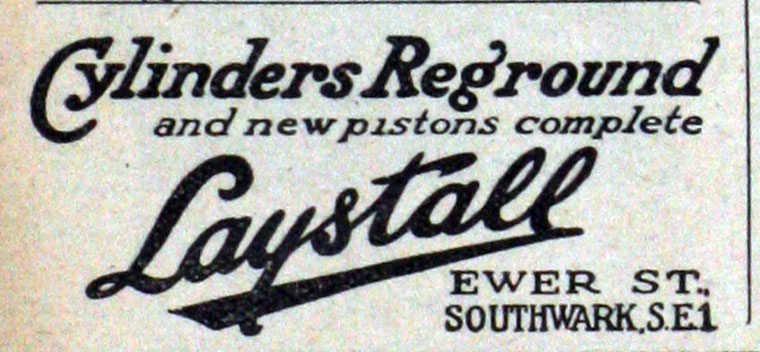 Cylinders Reground
and new pistons complete
Laystall
EWER ST.,
SOUTHWARK, S.E.1